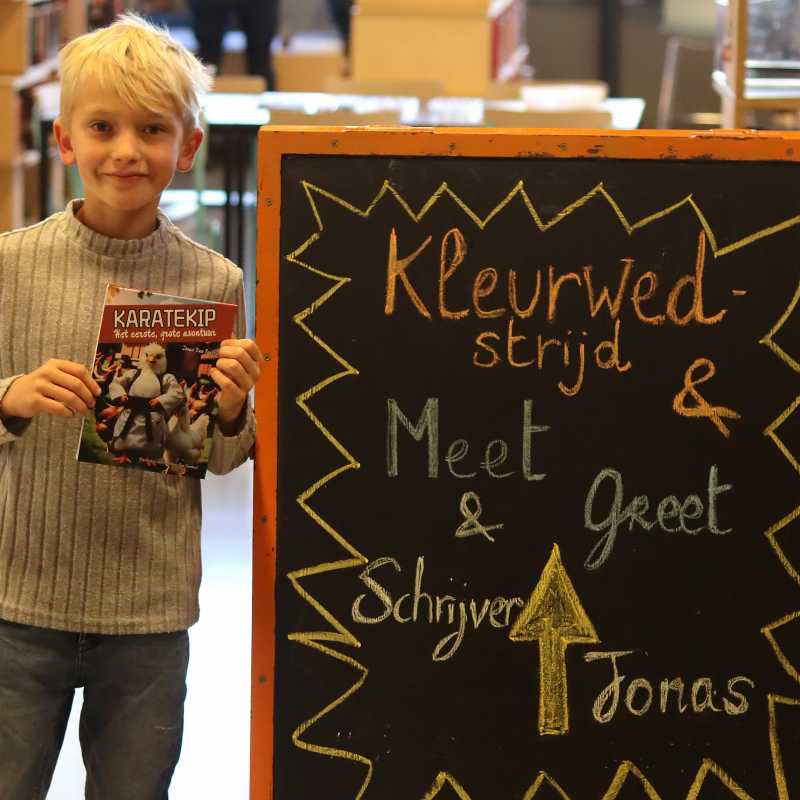 KARATEKIP
Het eerste, grote avontuur
Kleurwed-
strijd
&
Meet
& Greet
Schrijver
Jonas